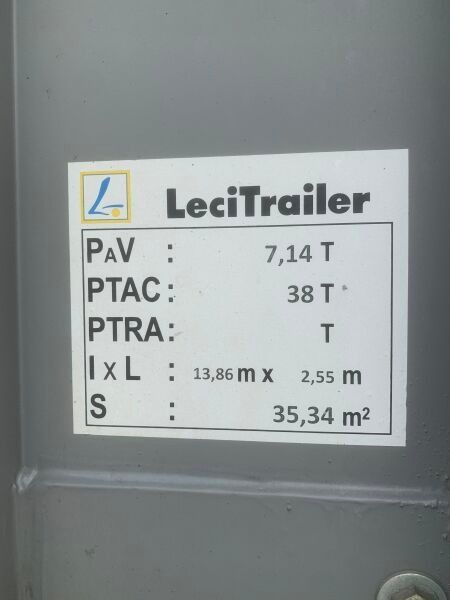 L. LeciTrailer
PAV : 7,14 T
PTAC : 38 T
PTRA : T
l x L : 13,86 m x 2,55 m
S : 35,34 m²